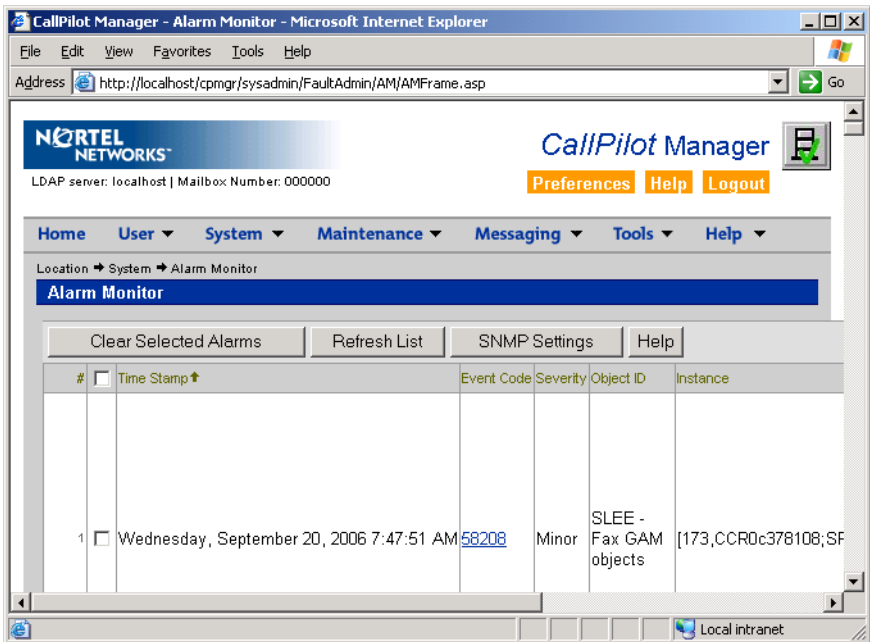 CallPilot Manager - Alarm Monitor - Microsoft Internet Explorer
File Edit View Favorites Tools Help
Address http://localhost/cpmgr/sysadmin/FaultAdmin/AM/AMFrame.asp Go
NORTEL
NETWORKS™
CallPilot Manager
LDAP server: localhost | Mailbox Number: 000000
Preferences Help Logout
Home User System Maintenance Messaging Tools Help
Location System Alarm Monitor
Alarm Monitor
Clear Selected Alarms Refresh List SNMP Settings Help
# Time Stamp Event Code Severity Object ID Instance
1 Wednesday, September 20, 2006 7:47:51 AM 58208 Minor SLEE - Fax GAM objects [173,CCR0c378108;SF
Local intranet